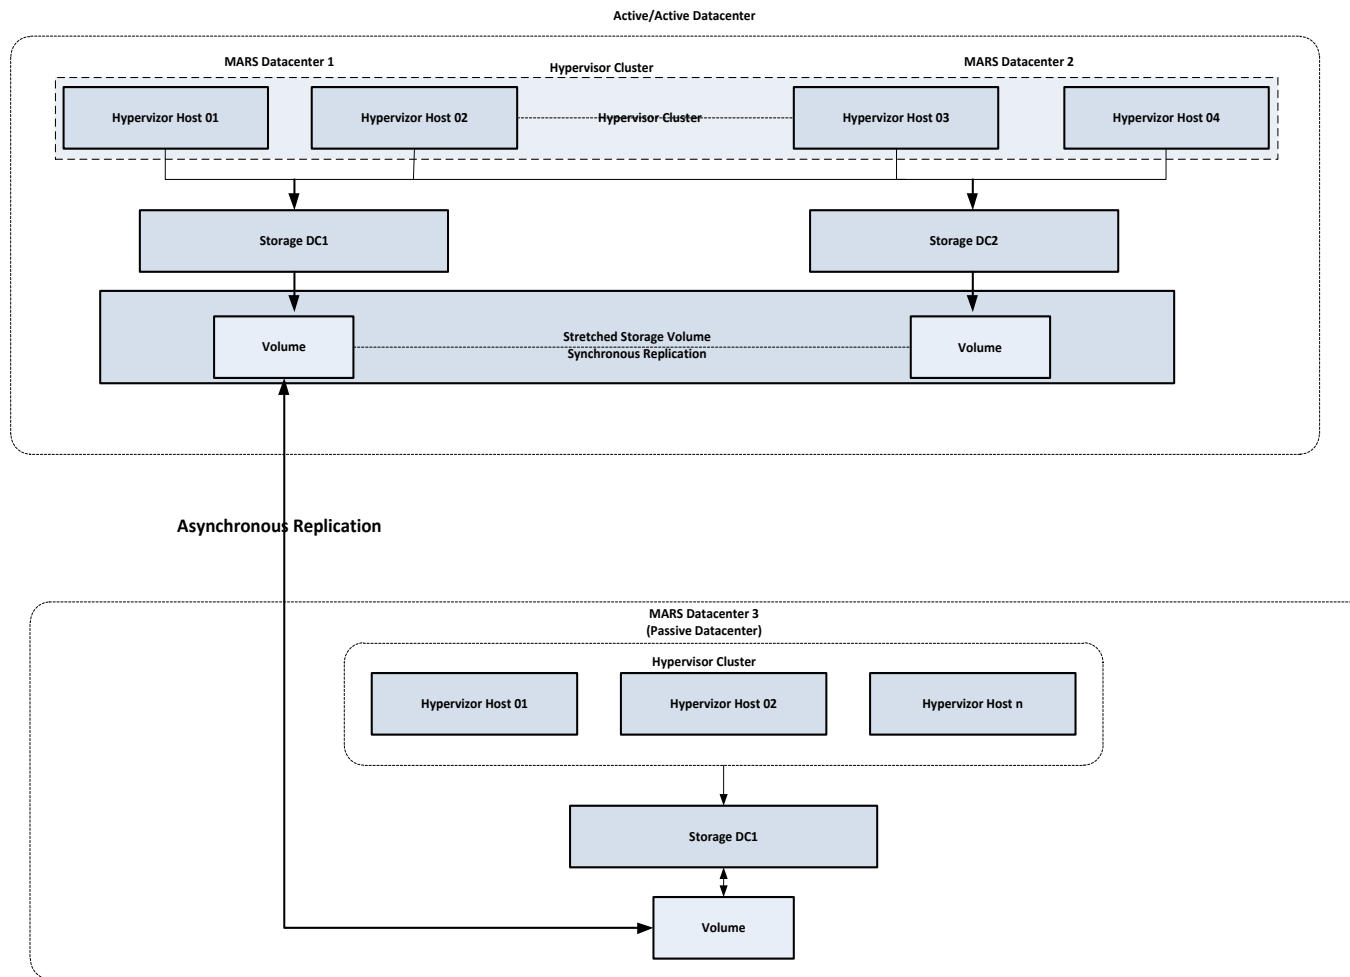 Active/Active Datacenter
MARS Datacenter 1
Hypervisor Cluster
MARS Datacenter 2
Hypervizor Host 01
Hypervizor Host 02
Hypervisor Cluster
Hypervizor Host 03
Hypervizor Host 04
Storage DC1
Storage DC2
Volume
Stretched Storage Volume
Synchronous Replication
Volume
Asynchronous Replication
MARS Datacenter 3
(Passive Datacenter)
Hypervisor Cluster
Hypervizor Host 01
Hypervizor Host 02
Hypervizor Host n
Storage DC1
Volume